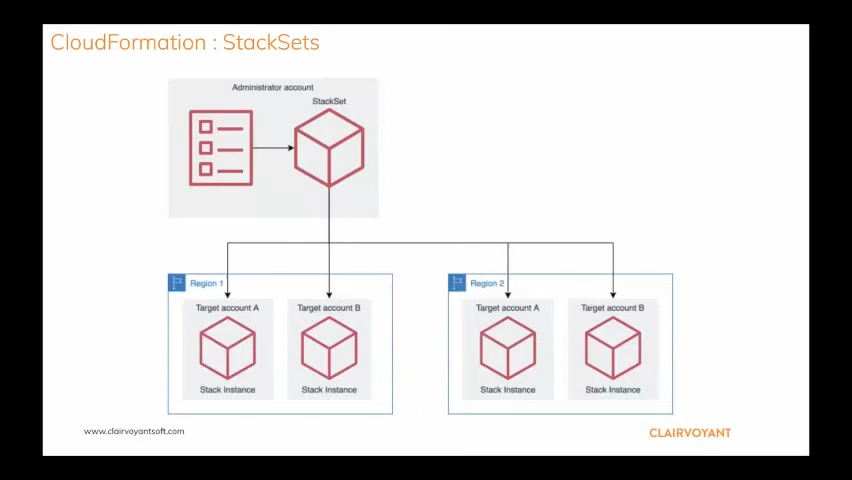 CloudFormation : StackSets
Administrator account
StackSet
Region 1
Region 2
Target account A
Target account B
Target account A
Target account B
Stack Instance
Stack Instance
Stack Instance
Stack Instance
www.clairvoyantsoft.com
CLAIRVOYANT